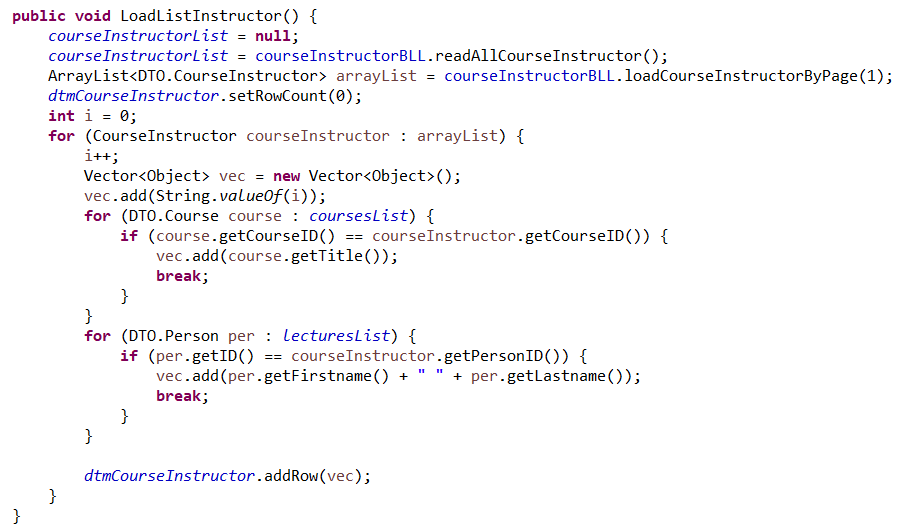 public void LoadListInstructor() {
    courseInstructorList = null;
    courseInstructorList = courseInstructorBLL.readAllCourseInstructor();
    ArrayList<DTO.CourseInstructor> arrayList = courseInstructorBLL.loadCourseInstructorByPage(1);
    dtmCourseInstructor.setRowCount(0);
    int i = 0;
    for (CourseInstructor courseInstructor : arrayList) {
        i++;
        Vector<Object> vec = new Vector<Object>();
        vec.add(String.valueOf(i));
        for (DTO.Course course : coursesList) {
            if (course.getCourseID() == courseInstructor.getCourseID()) {
                vec.add(course.getTitle());
                break;
            }
        }
        for (DTO.Person per : lecturesList) {
            if (per.getID() == courseInstructor.getPersonID()) {
                vec.add(per.getFirstname() + " " + per.getLastname());
                break;
            }
        }

        dtmCourseInstructor.addRow(vec);
    }
}